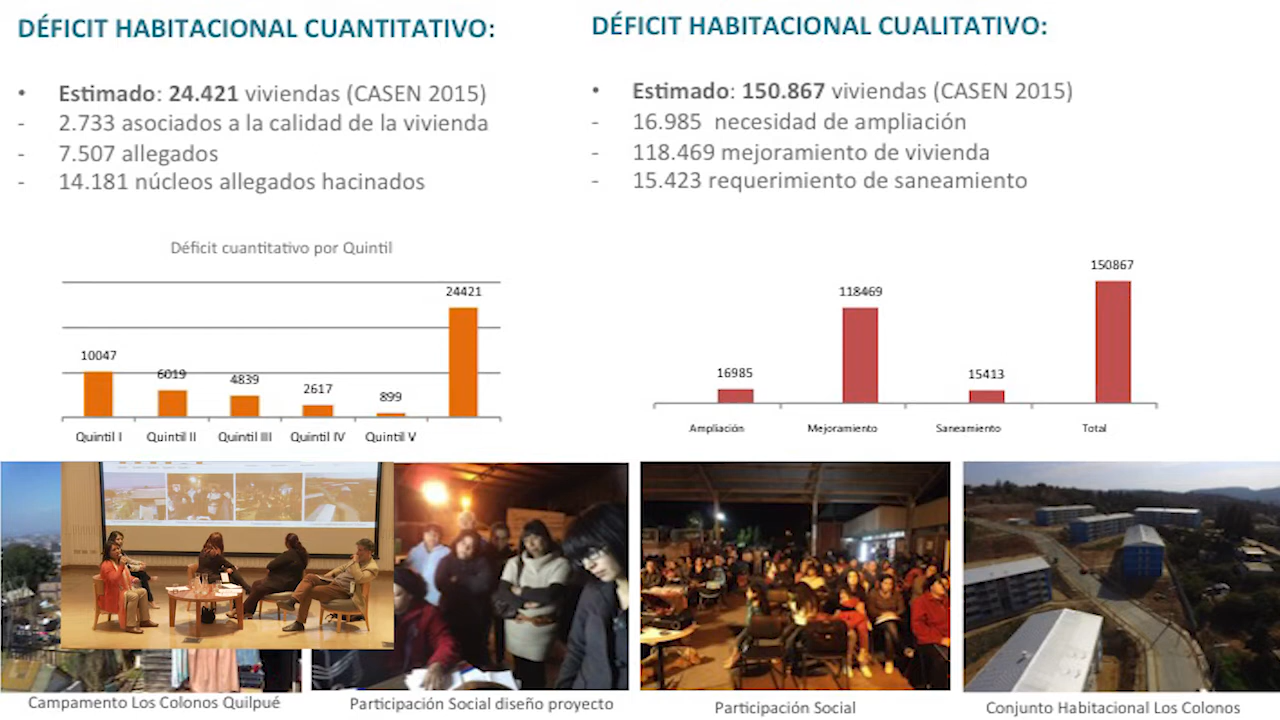 DÉFICIT HABITACIONAL CUANTITATIVO:
• Estimado: 24.421 viviendas (CASEN 2015)
- 2.733 asociados a la calidad de la vivienda
- 7.507 allegados
- 14.181 núcleos allegados hacinados
Déficit cuantitativo por Quintil
24421
10047
6019
4839
2617
899
Quintil I Quintil II Quintil III Quintil IV Quintil V
DÉFICIT HABITACIONAL CUALITATIVO:
• Estimado: 150.867 viviendas (CASEN 2015)
- 16.985 necesidad de ampliación
- 118.469 mejoramiento de vivienda
- 15.423 requerimiento de saneamiento
150867
118469
16985
15413
Ampliación Mejoramiento Saneamiento Total
Campamento Los Colonos Quilpué
Participación Social diseño proyecto
Participación Social
Conjunto Habitacional Los Colonos